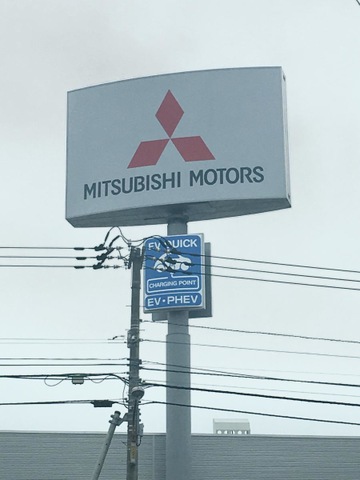 MITSUBISHI MOTORS
EV QUICK
CHARGING POINT
EV・PHEV